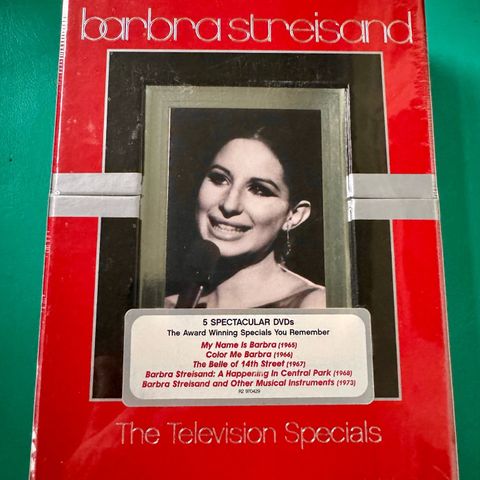 barbra streisand
5 SPECTACULAR DVDs
The Award Winning Specials You Remember
My Name Is Barbra (1965)
Color Me Barbra (1966)
The Belle of 14th Street (1967)
Barbra Streisand: A Happening In Central Park (1968)
Barbra Streisand and Other Musical Instruments (1973)
R2 970429
The Television Specials